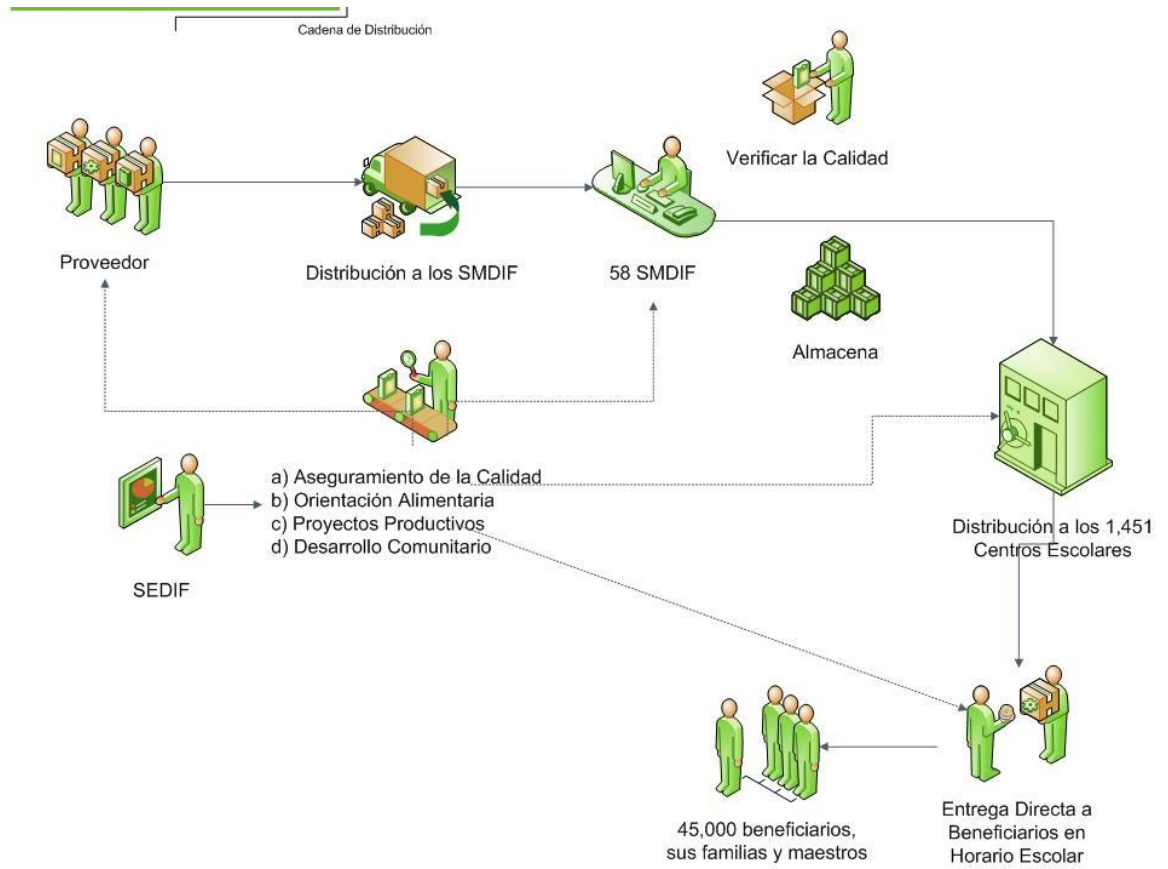 Cadena de Distribución
Verificar la Calidad
Proveedor
Distribución a los SMDIF
58 SMDIF
Almacena
a) Aseguramiento de la Calidad
b) Orientación Alimentaria
c) Proyectos Productivos
d) Desarrollo Comunitario
SEDIF
Distribución a los 1,451
Centros Escolares
45,000 beneficiarios,
sus familias y maestros
Entrega Directa a
Beneficiarios en
Horario Escolar